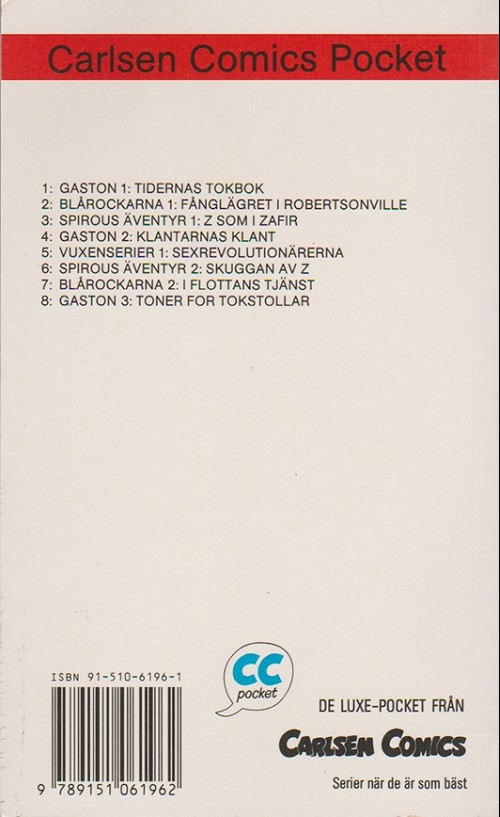 Carlsen Comics Pocket
1: GASTON 1: TIDERNAS TOKBOK
2: BLÅROCKARNA 1: FÅNGLÄGRET I ROBERTSONVILLE
3: SPIROUS ÄVENTYR 1: Z SOM I ZAFIR
4: GASTON 2: KLANTARNAS KLANT
5: VUXENSERIER 1: SEXREVOLUTIONÄRERNA
6: SPIROUS ÄVENTYR 2: SKUGGAN AV Z
7: BLÅROCKARNA 2: I FLOTTANS TJÄNST
8: GASTON 3: TONER FOR TOKSTOLLAR
ISBN 91-510-6196-1
9 789151 061962
CC
pocket
DE LUXE-POCKET FRÅN
CARLSEN COMICS
Serier når de år som båst